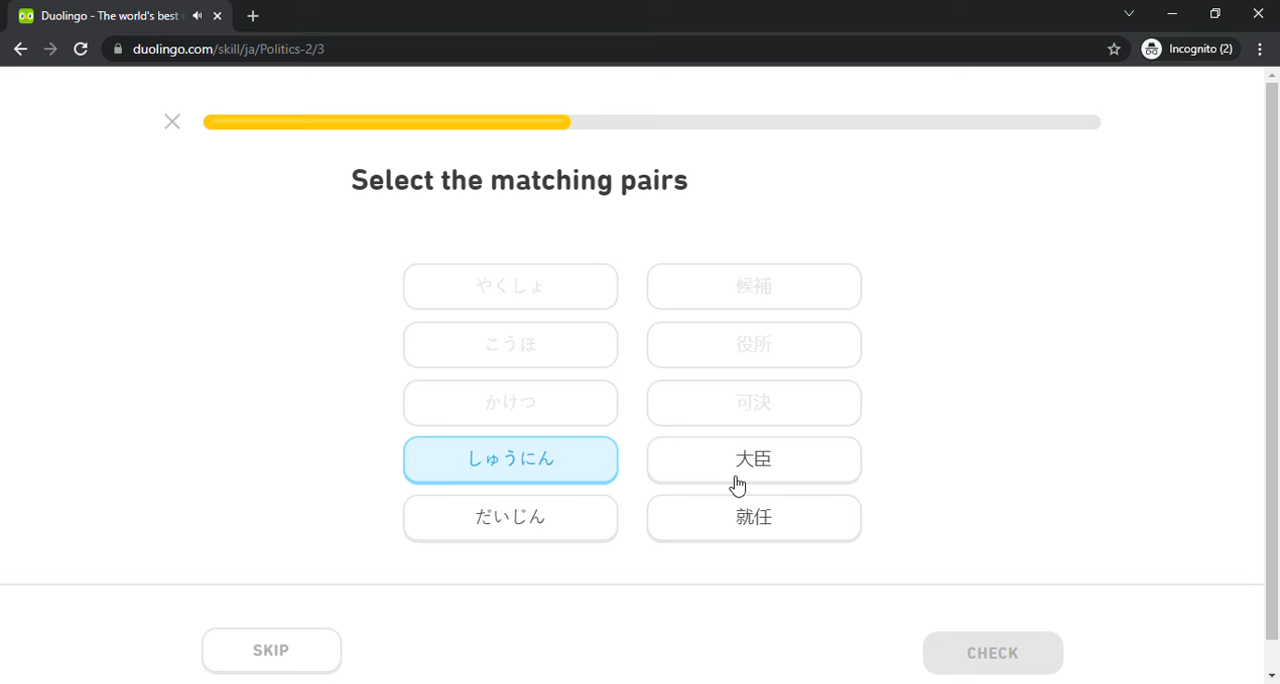 Duolingo - The world's best
duolingo.com/skill/ja/Politics-2/3
Incognito (2)
Select the matching pairs
やくしょ
候補
こうほ
役所
かけつ
可決
しゅうにん
大臣
だいじん
就任
SKIP
CHECK